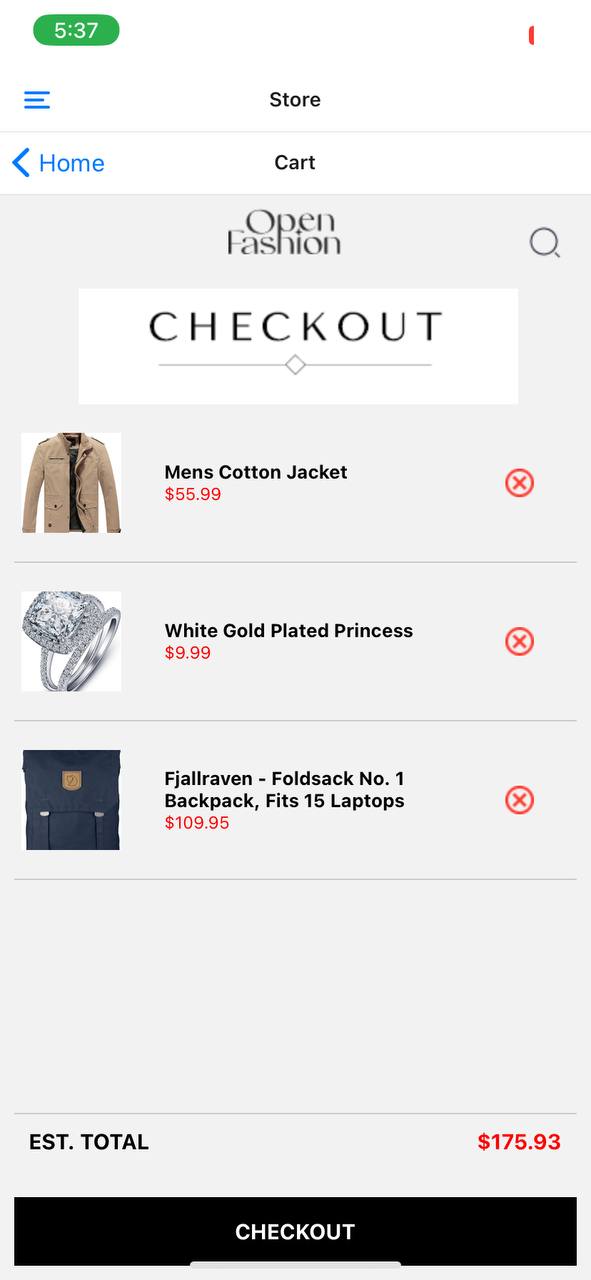 5:37
Store
Home
Cart
Open
Fashion
CHECKOUT
Mens Cotton Jacket
$55.99
White Gold Plated Princess
$9.99
Fjallraven - Foldsack No. 1
Backpack, Fits 15 Laptops
$109.95
EST. TOTAL
$175.93
CHECKOUT